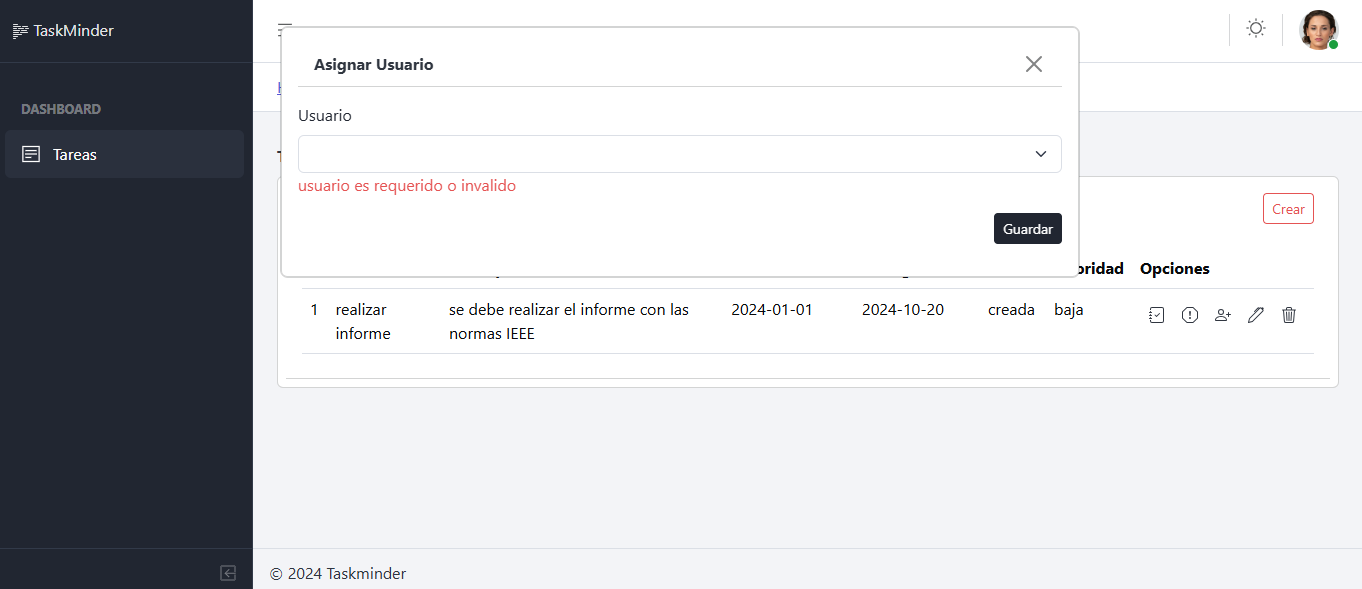 TaskMinder
Asignar Usuario
DASHBOARD
Usuario
Tareas
usuario es requerido o invalido
Crear
Guardar
Opciones
1 realizar informe se debe realizar el informe con las normas IEEE 2024-01-01 2024-10-20 creada baja
© 2024 Taskminder